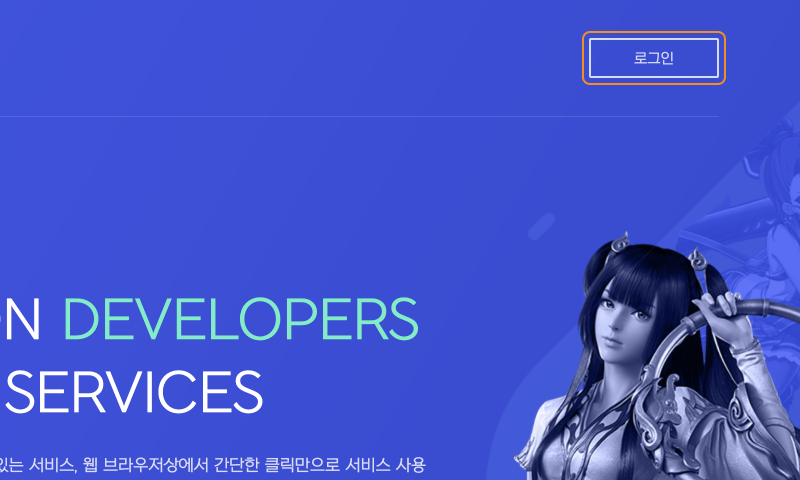 로그인
N DEVELOPERS
SERVICES
있는 서비스, 웹 브라우저상에서 간단한 클릭만으로 서비스 사용